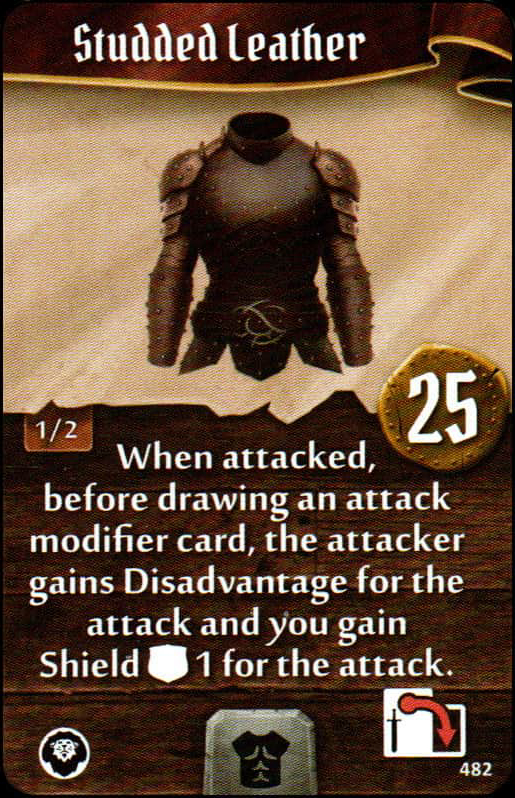 Studded Leather
25
1/2
When attacked,
before drawing an attack
modifier card, the attacker
gains Disadvantage for the
attack and you gain
Shield 1 for the attack.
482